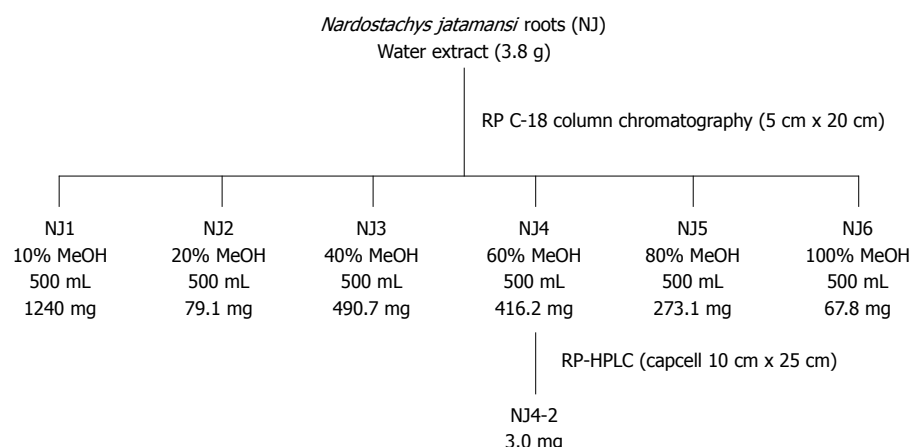 Nardostachys jatamansi roots (NJ)
Water extract (3.8 g)
RP C-18 column chromatography (5 cm x 20 cm)
NJ1
10% MeOH
500 mL
1240 mg
NJ2
20% MeOH
500 mL
79.1 mg
NJ3
40% MeOH
500 mL
490.7 mg
NJ4
60% MeOH
500 mL
416.2 mg
NJ5
80% MeOH
500 mL
273.1 mg
NJ6
100% MeOH
500 mL
67.8 mg
RP-HPLC (capcell 10 cm x 25 cm)
NJ4-2
3.0 mg